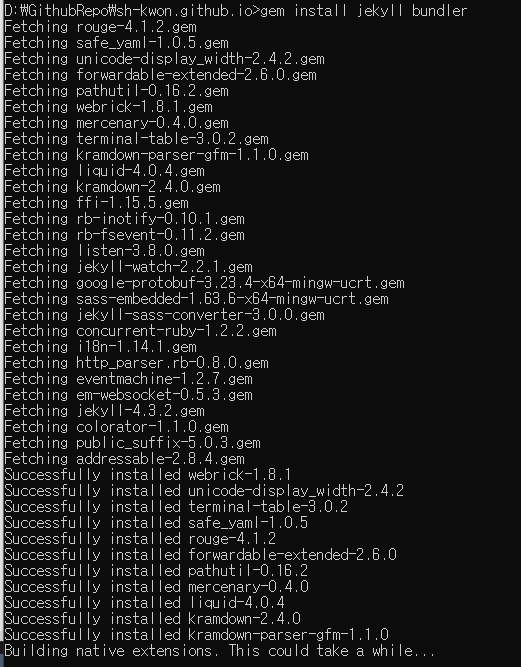 D:₩GithubRepo₩sh-kwon.github.io>gem install jekyll bundler
Fetching rouge-4.1.2.gem
Fetching safe_yaml-1.0.5.gem
Fetching unicode-display_width-2.4.2.gem
Fetching forwardable-extended-2.6.0.gem
Fetching pathutil-0.16.2.gem
Fetching webrick-1.8.1.gem
Fetching mercenary-0.4.0.gem
Fetching terminal-table-3.0.2.gem
Fetching kramdown-parser-gfm-1.1.0.gem
Fetching liquid-4.0.4.gem
Fetching kramdown-2.4.0.gem
Fetching ffi-1.15.5.gem
Fetching rb-inotify-0.10.1.gem
Fetching rb-fsevent-0.11.2.gem
Fetching listen-3.8.0.gem
Fetching jekyll-watch-2.2.1.gem
Fetching google-protobuf-3.23.4-x64-mingw-ucrt.gem
Fetching sass-embedded-1.63.6-x64-mingw-ucrt.gem
Fetching jekyll-sass-converter-3.0.0.gem
Fetching concurrent-ruby-1.2.2.gem
Fetching i18n-1.14.1.gem
Fetching http_parser.rb-0.8.0.gem
Fetching eventmachine-1.2.7.gem
Fetching em-websocket-0.5.3.gem
Fetching jekyll-4.3.2.gem
Fetching colorator-1.1.0.gem
Fetching public_suffix-5.0.3.gem
Fetching addressable-2.8.4.gem
Successfully installed webrick-1.8.1
Successfully installed unicode-display_width-2.4.2
Successfully installed terminal-table-3.0.2
Successfully installed safe_yaml-1.0.5
Successfully installed rouge-4.1.2
Successfully installed forwardable-extended-2.6.0
Successfully installed pathutil-0.16.2
Successfully installed mercenary-0.4.0
Successfully installed liquid-4.0.4
Successfully installed kramdown-2.4.0
Successfully installed kramdown-parser-gfm-1.1.0
Building native extensions. This could take a while...